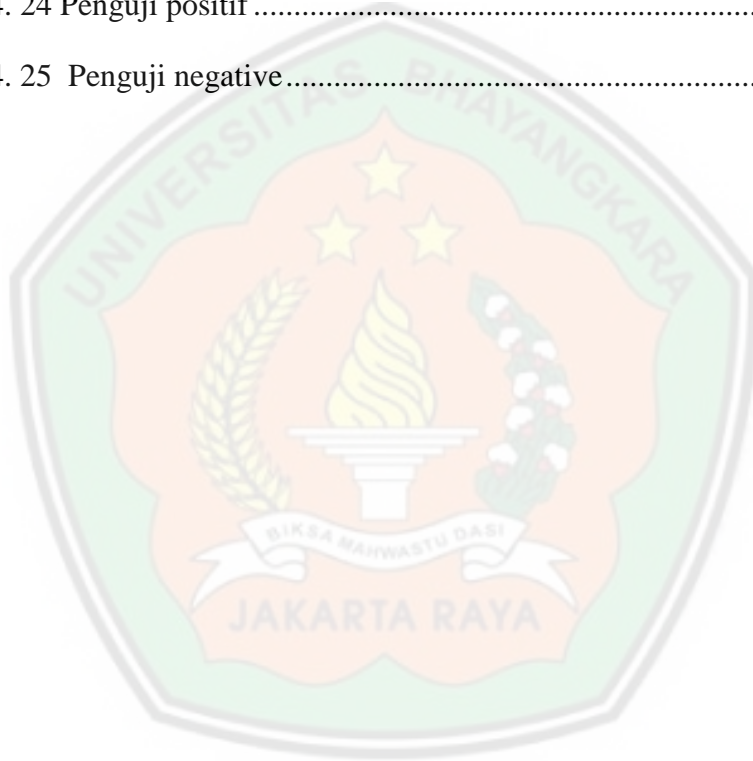 4. 24 Penguji positif ................................................................
4. 25  Penguji negative..........................................................
UNIVERSITAS BHAYANGKARA
BIKSA MAHWASTU DASI
JAKARTA RAYA